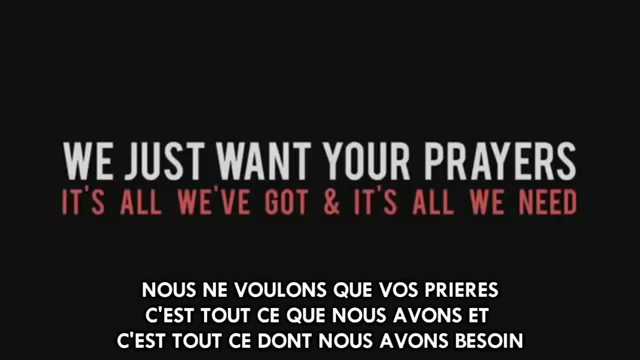 WE JUST WANT YOUR PRAYERS
IT'S ALL WE'VE GOT & IT'S ALL WE NEED
NOUS NE VOULONS QUE VOS PRIERES
C'EST TOUT CE QUE NOUS AVONS ET
C'EST TOUT CE DONT NOUS AVONS BESOIN